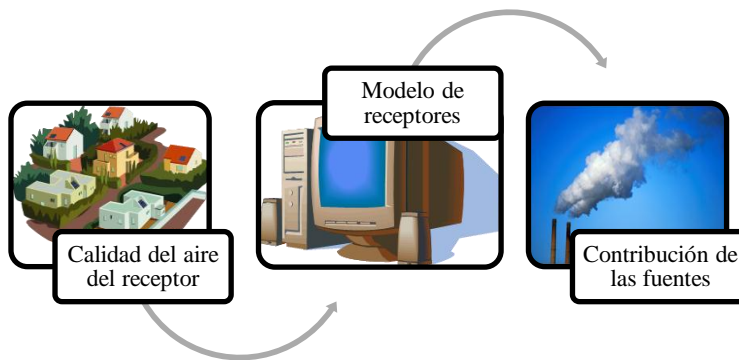 Modelo de
receptores
Calidad del aire
del receptor
Contribución de
las fuentes